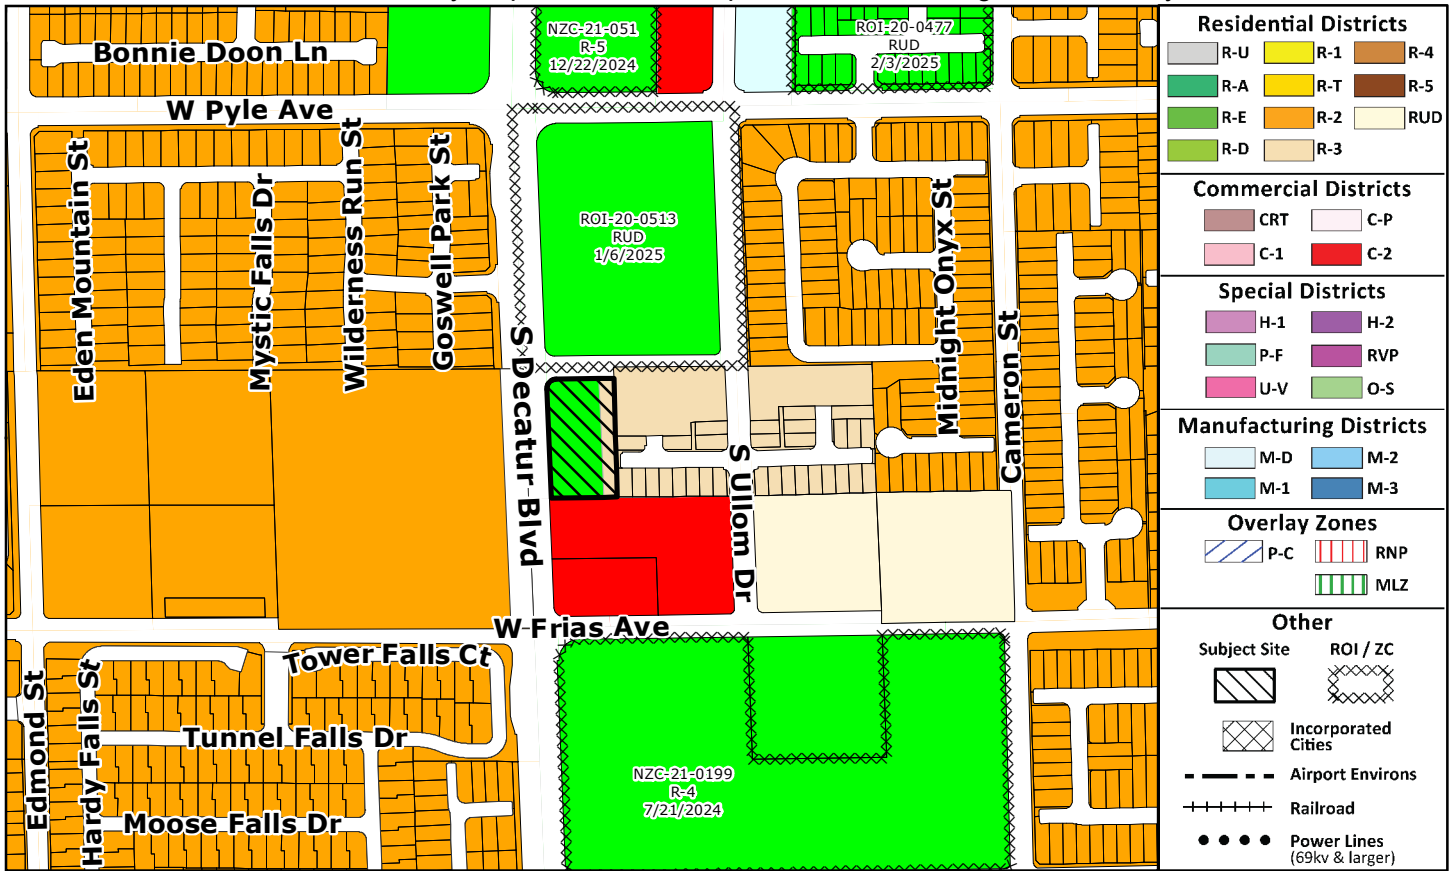 NZC-21-051
R-5
12/22/2024
ROI-20-0477
RUD
2/3/2025
Bonnie Doon Ln
W Pyle Ave
Eden Mountain St
Mystic Falls Dr
Wilderness Run St
Goswell Park St
ROI-20-0513
RUD
1/6/2025
Midnight Onyx St
Cameron St
S Decatur Blvd
S Ullom Dr
W Frias Ave
Tower Falls Ct
Edmond St
Hardy Falls St
Tunnel Falls Dr
Moose Falls Dr
NZC-21-0199
R-4
7/21/2024
Residential Districts
R-U R-1 R-4
R-A R-T R-5
R-E R-2 RUD
R-D R-3
Commercial Districts
CRT C-P
C-1 C-2
Special Districts
H-1 H-2
P-F RVP
U-V O-S
Manufacturing Districts
M-D M-2
M-1 M-3
Overlay Zones
P-C RNP
MLZ
Other
Subject Site ROI / ZC
Incorporated
Cities
Airport Environs
Railroad
Power Lines
(69kv & larger)